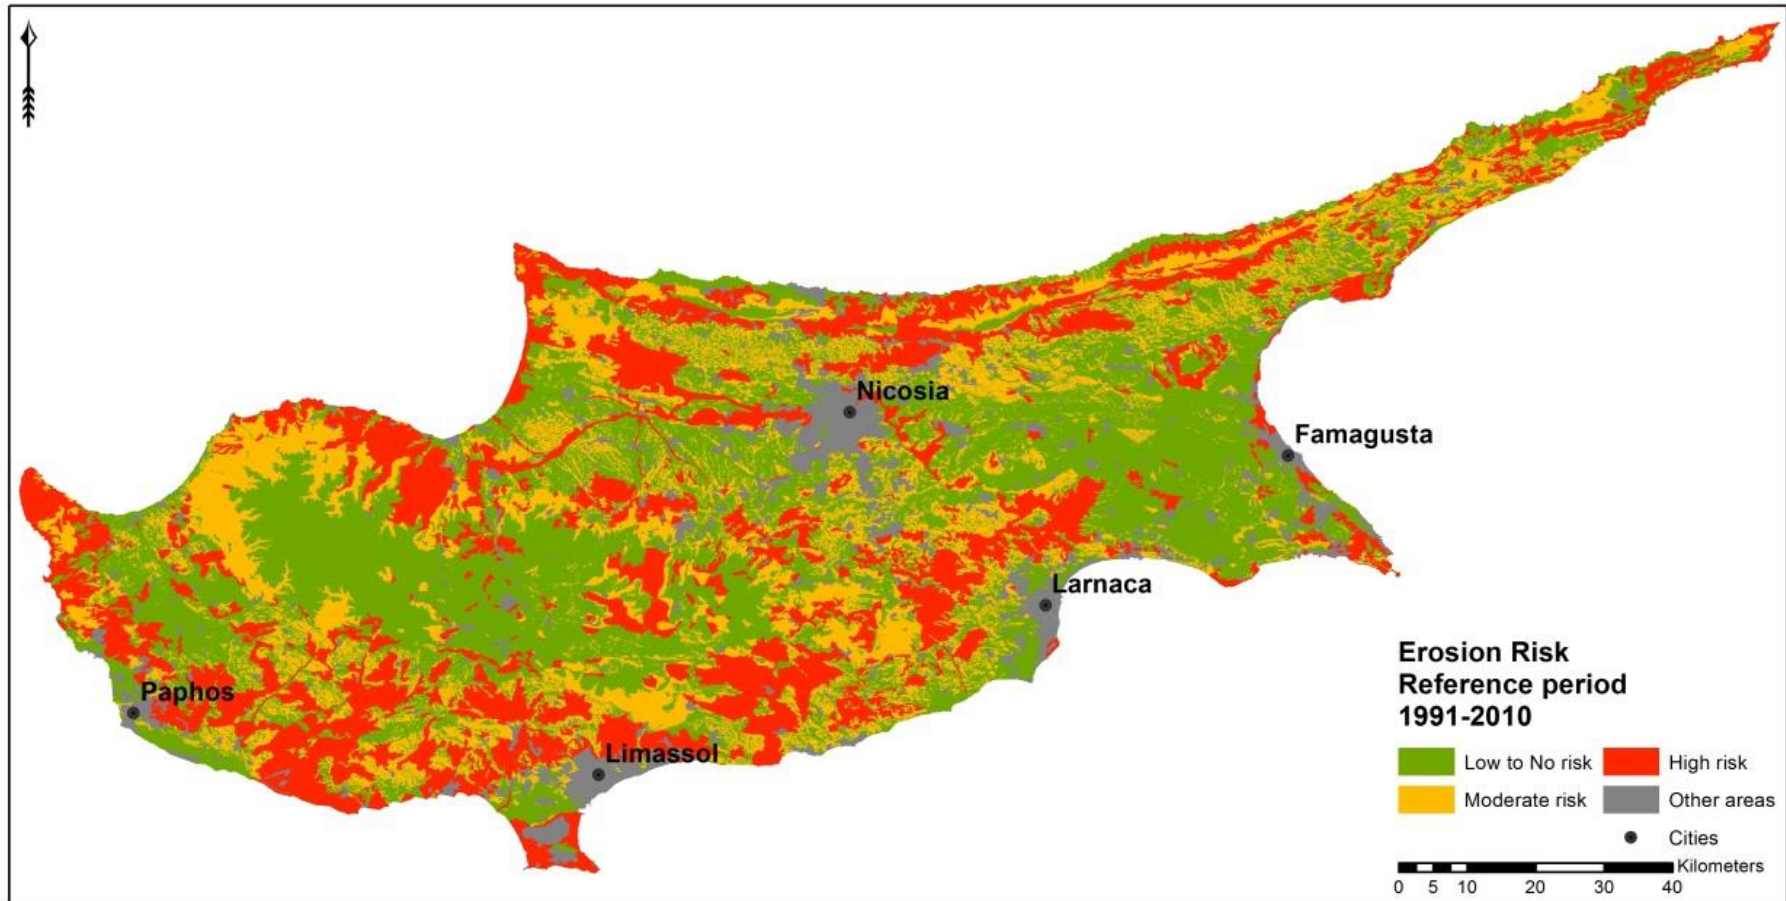 Nicosia
Famagusta
Larnaca
Paphos
Limassol
Erosion Risk
Reference period
1991-2010
Low to No risk
High risk
Moderate risk
Other areas
Cities
Kilometers
0 5 10 20 30 40